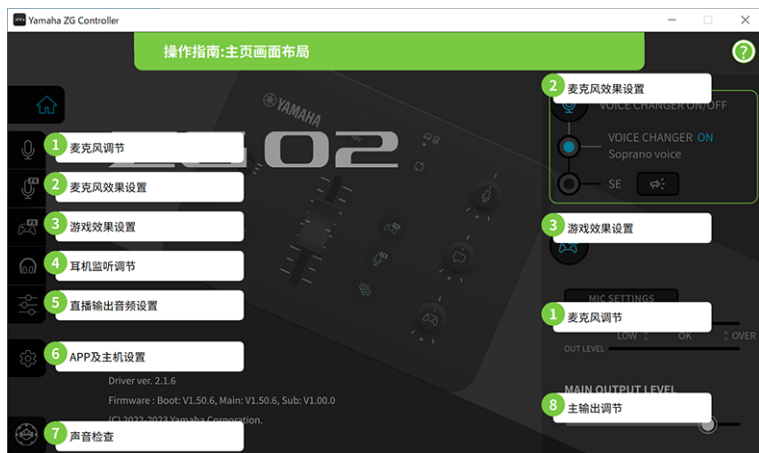 Yamaha ZG Controller
操作指南:主页画面布局
YAMAHA
ZG02
1 麦克风调节
2 麦克风效果设置
3 游戏效果设置
4 耳机监听调节
5 直播输出音频设置
6 APP及主机设置
Driver ver. 2.1.6
Firmware : Boot: V1.50.6, Main: V1.50.6, Sub: V1.00.0
(C) 2022-2023 Yamaha Corporation.
7 声音检查
2 麦克风效果设置
VOICE CHANGER ON/OFF
VOICE CHANGER ON
Soprano voice
SE
3 游戏效果设置
MIC SETTINGS
1 麦克风调节
LOW OK OVER
OUT LEVEL
MAIN OUTPUT LEVEL
8 主输出调节